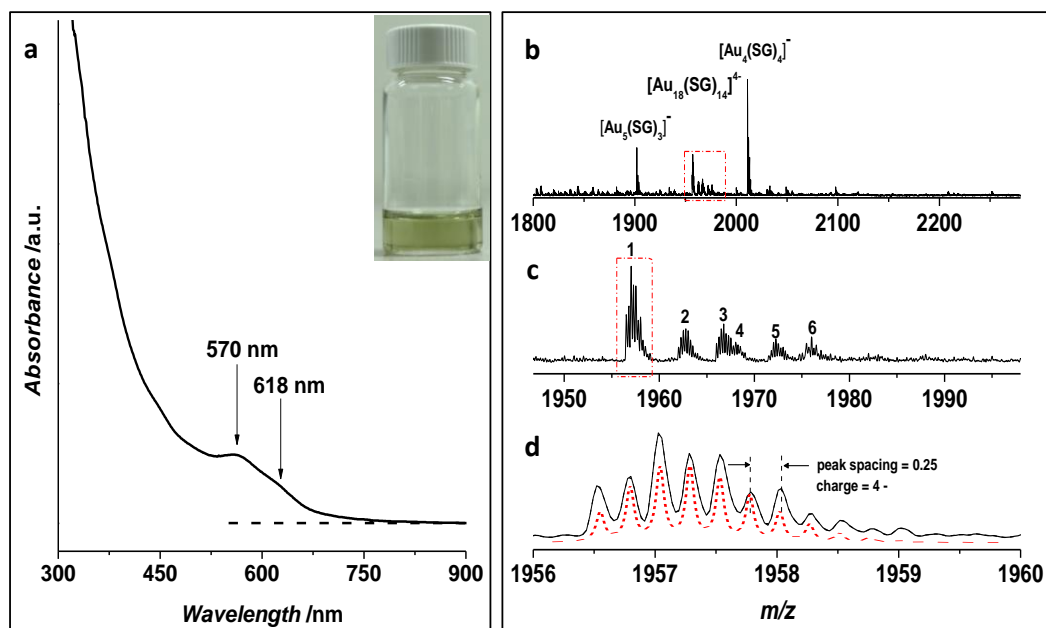 a
Absorbance /a.u.
570 nm
618 nm
300 450 600 750 900
Wavelength /nm
b
[Au₄(SG)₄]⁻
[Au₁₈(SG)₁₄]⁴⁻
[Au₅(SG)₃]⁻
1800 1900 2000 2100 2200
c
1
2
3
4
5
6
1950 1960 1970 1980 1990
d
peak spacing = 0.25
charge = 4 -
1956 1957 1958 1959 1960
m/z